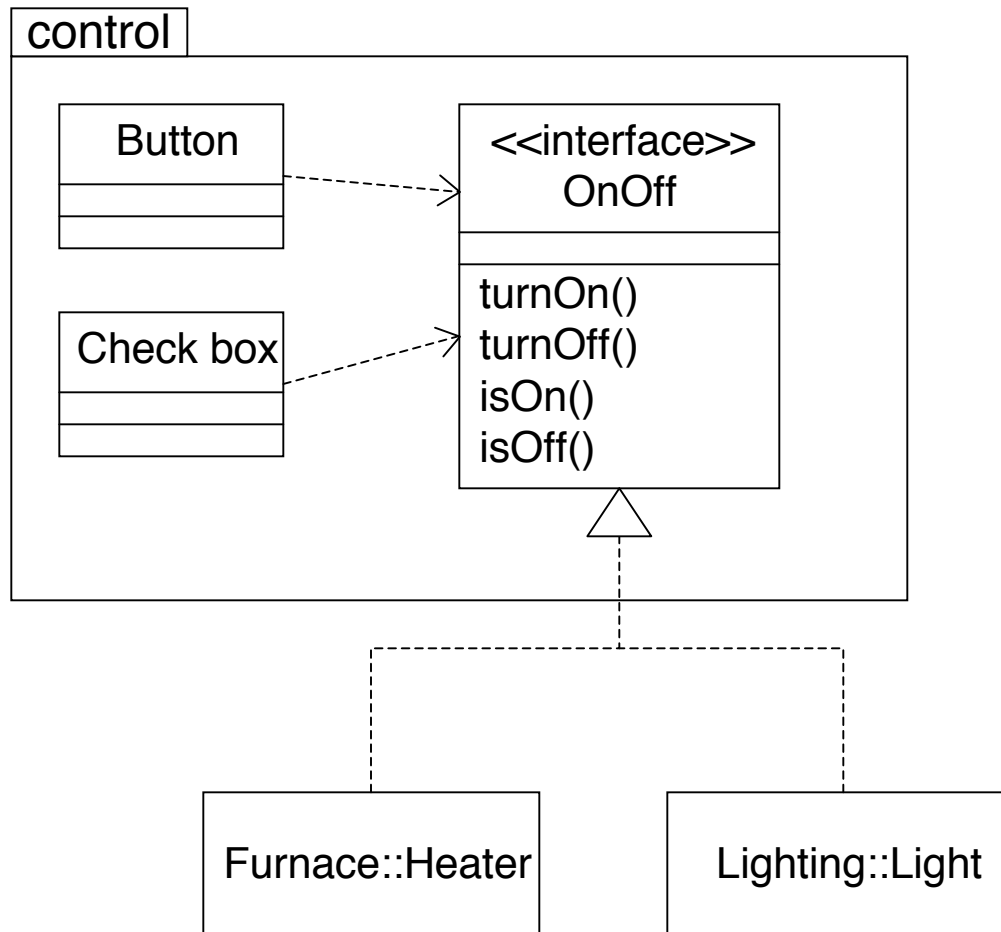 control
Button
<<interface>>
OnOff
turnOn()
turnOff()
isOn()
isOff()
Check box
Furnace::Heater
Lighting::Light